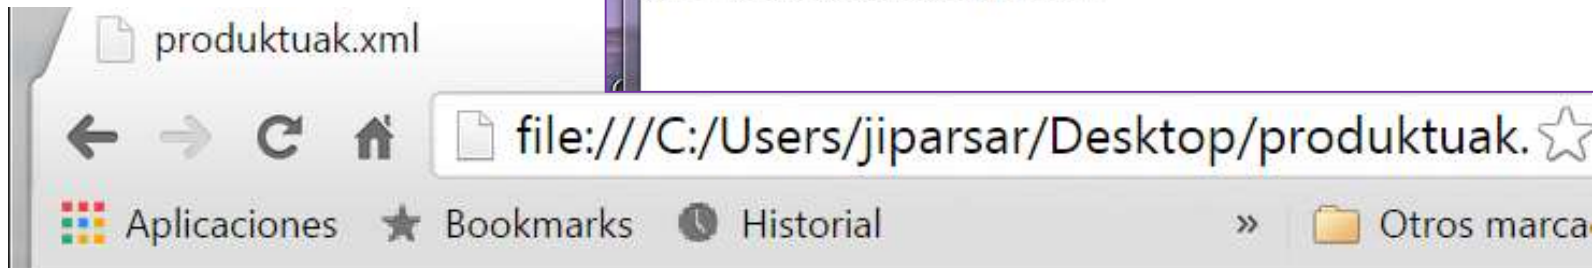 produktuak.xml
file:///C:/Users/jiparsar/Desktop/produktuak.
Aplicaciones Bookmarks Historial » Otros marca